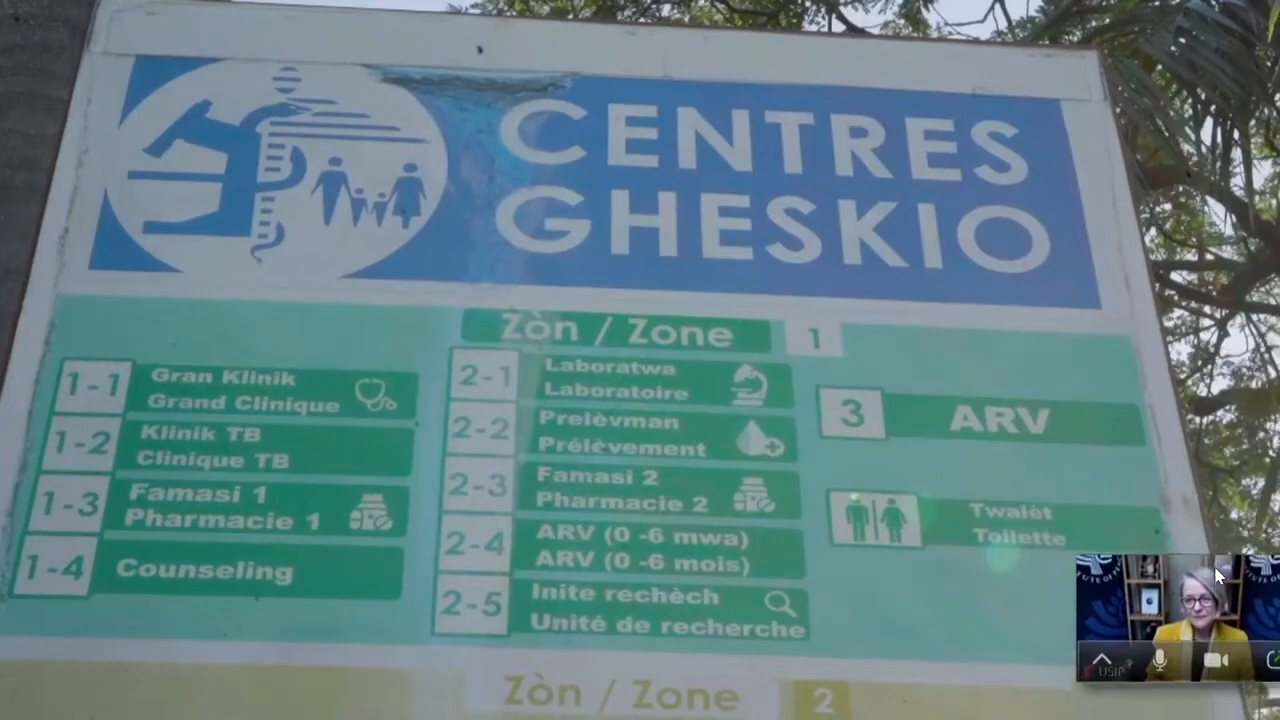 CENTRES
GHESKIO
Zòn / Zone 1
1-1 Gran Klinik
Grand Clinique
1-2 Klinik TB
Clinique TB
1-3 Famasi 1
Pharmacie 1
1-4 Counseling
2-1 Laboratwa
Laboratoire
2-2 Prelèvman
Prélèvement
2-3 Famasi 2
Pharmacie 2
2-4 ARV (0 -6 mwa)
ARV (0 -6 mois)
2-5 Inite rechèch
Unité de recherche
3 ARV
Twalèt
Toilette
Zòn / Zone 2
USIP